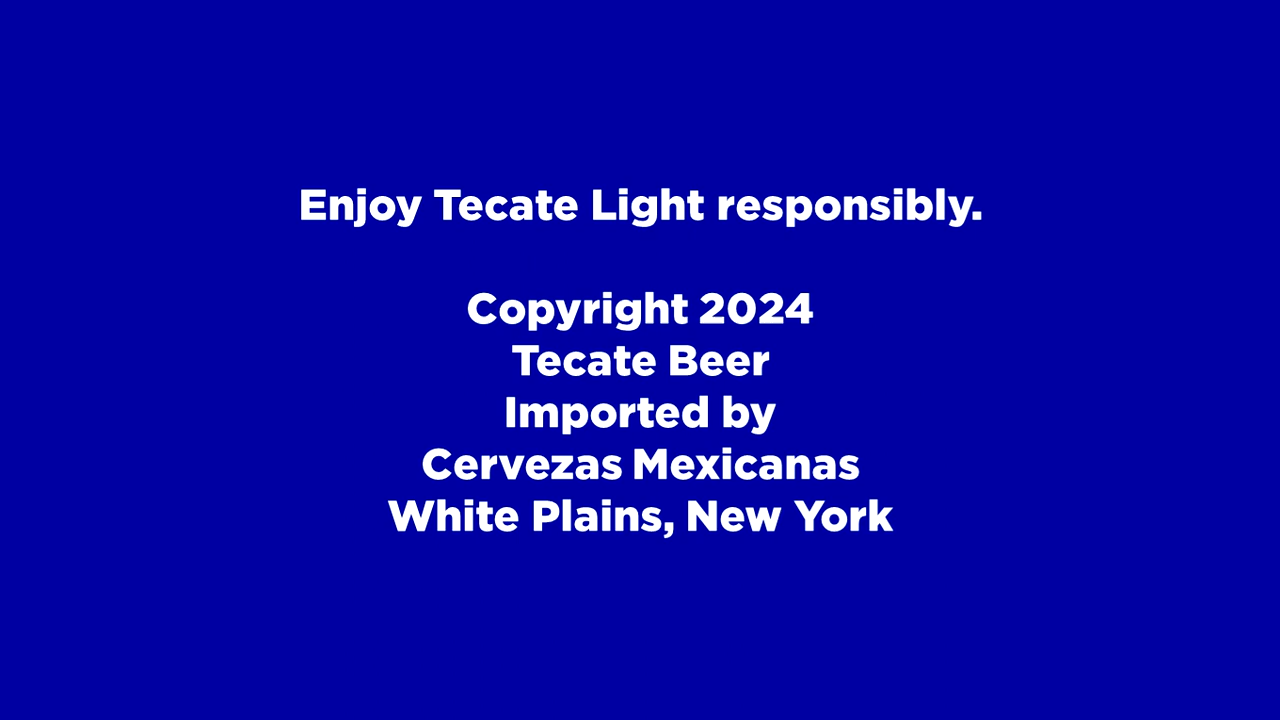 Enjoy Tecate Light responsibly.
Copyright 2024
Tecate Beer
Imported by
Cervezas Mexicanas
White Plains, New York